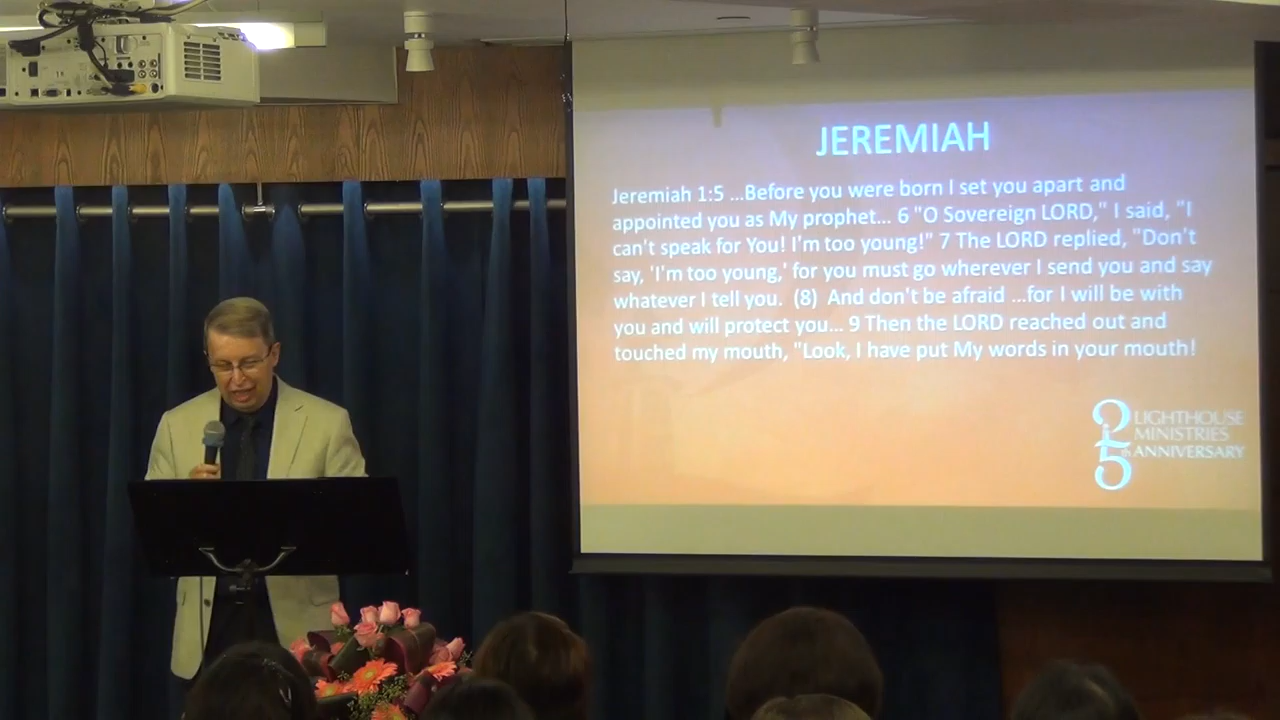 JEREMIAH
Jeremiah 1:5 ...Before you were born I set you apart and
appointed you as My prophet... 6 "O Sovereign LORD," I said, "I
can't speak for You! I'm too young!" 7 The LORD replied, "Don't
say, 'I'm too young,' for you must go wherever I send you and say
whatever I tell you. (8) And don't be afraid ...for I will be with
you and will protect you... 9 Then the LORD reached out and
touched my mouth, "Look, I have put My words in your mouth!
25th
LIGHTHOUSE
MINISTRIES
ANNIVERSARY